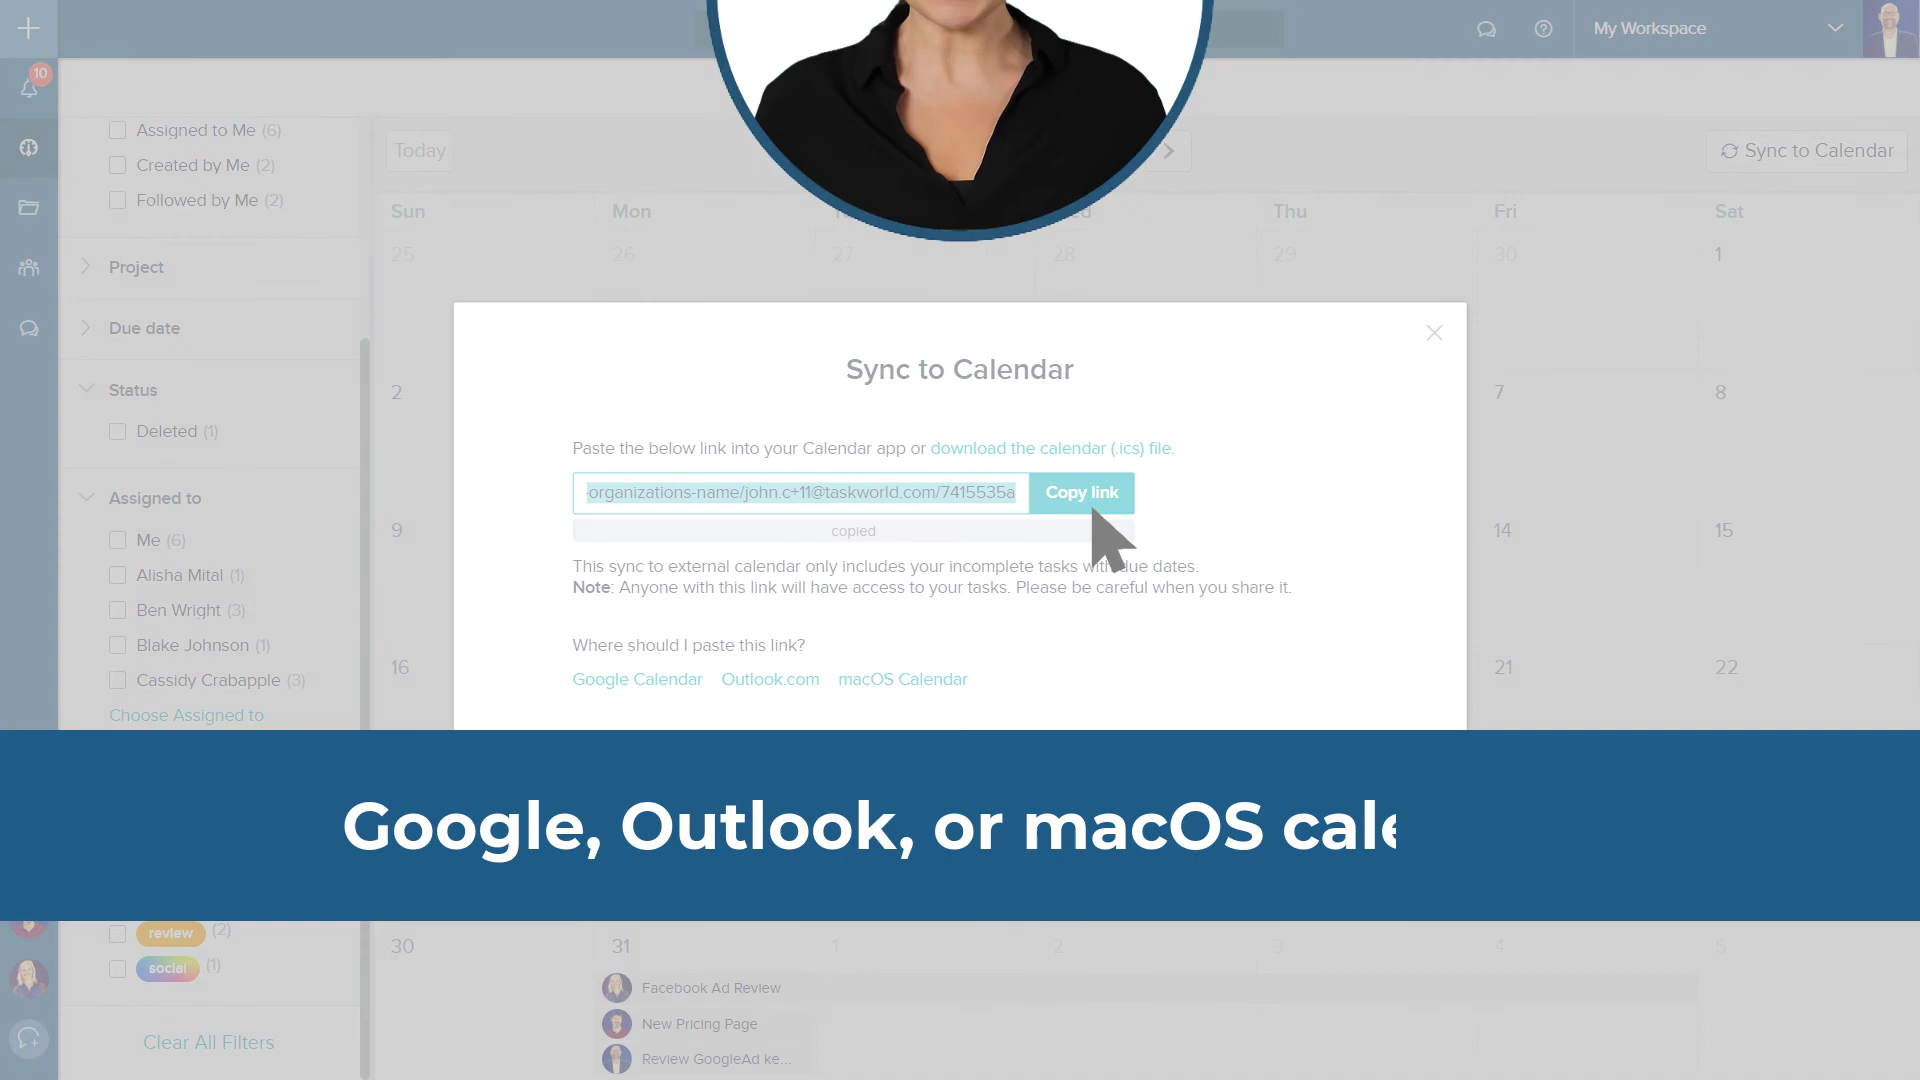 10
My Workspace
Assigned to Me (6)
Created by Me (2)
Followed by Me (2)
Project
Due date
Status
Deleted (1)
Assigned to
Me (6)
Alisha Mital (1)
Ben Wright (3)
Blake Johnson (1)
Cassidy Crabapple (3)
Choose Assigned to
review (2)
social (1)
Clear All Filters
Today
Sync to Calendar
Sun Mon Thu Fri Sat
25 26 27 28 29 30 1
2 7 8
9 14 15
16 21 22
Sync to Calendar
Paste the below link into your Calendar app or download the calendar (.ics) file.
-organizations-name/john.c+11@taskworld.com/7415535a
Copy link
copied
This sync to external calendar only includes your incomplete tasks with due dates.
Note: Anyone with this link will have access to your tasks. Please be careful when you share it.
Where should I paste this link?
Google Calendar Outlook.com macOS Calendar
Google, Outlook, or macOS cale
30 31 1 2 3 4 5
Facebook Ad Review
New Pricing Page
Review GoogleAd ke...